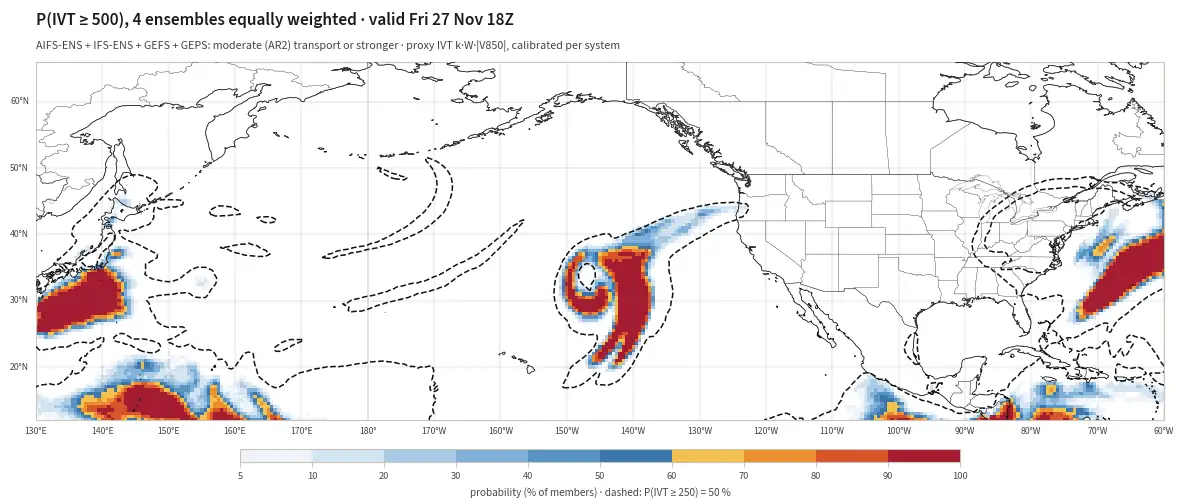 P(IVT ≥ 500), 4 ensembles equally weighted · valid Fri 27 Nov 18Z
AIFS-ENS + IFS-ENS + GEFS + GEPS: moderate (AR2) transport or stronger · proxy IVT k·W·|V850|, calibrated per system
60°N
50°N
40°N
30°N
20°N
130°E 140°E 150°E 160°E 170°E 180° 170°W 160°W 150°W 140°W 130°W 120°W 110°W 100°W 90°W 80°W 70°W 60°W
5 10 20 30 40 50 60 70 80 90 100
probability (% of members) · dashed: P(IVT ≥ 250) = 50 %